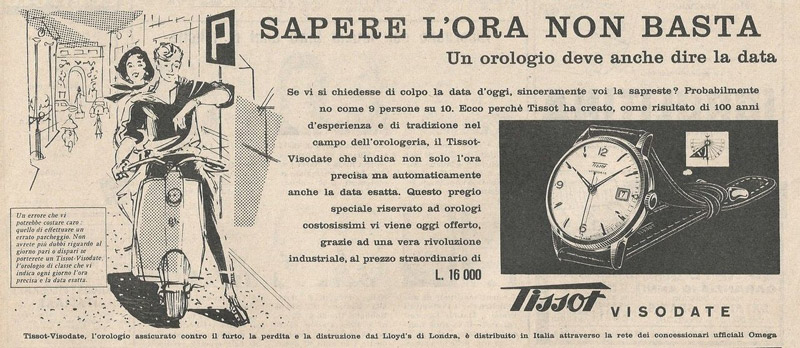 P
SAPERE L'ORA NON BASTA
Un orologio deve anche dire la data
Se vi si chiedesse di colpo la data d'oggi, sinceramente voi la sapreste? Probabilmente
no come 9 persone su 10. Ecco perchè Tissot ha creato, come risultato di 100 anni
d'esperienza e di tradizione nel
campo dell'orologeria, il Tissot-
Visodate che indica non solo l'ora
precisa ma automaticamente
anche la data esatta. Questo pregio
speciale riservato ad orologi
costosissimi vi viene oggi offerto,
grazie ad una vera rivoluzione
industriale, al prezzo straordinario di
L. 16 000
Un errore che vi
potrebbe costare caro:
quello di effettuare un
errato parcheggio. Non
avrete più dubbi riguardo al
giorno pari o dispari se
porterete un Tissot-Visodate,
l'orologio di classe che vi
indica ogni giorno l'ora
precisa e la data esatta.
12
Tissot
3
6
9
Tissot VISODATE
Tissot-Visodate, l'orologio assicurato contro il furto, la perdita e la distruzione dai Lloyd's di Londra, è distribuito in Italia attraverso la rete dei concessionari ufficiali Omega